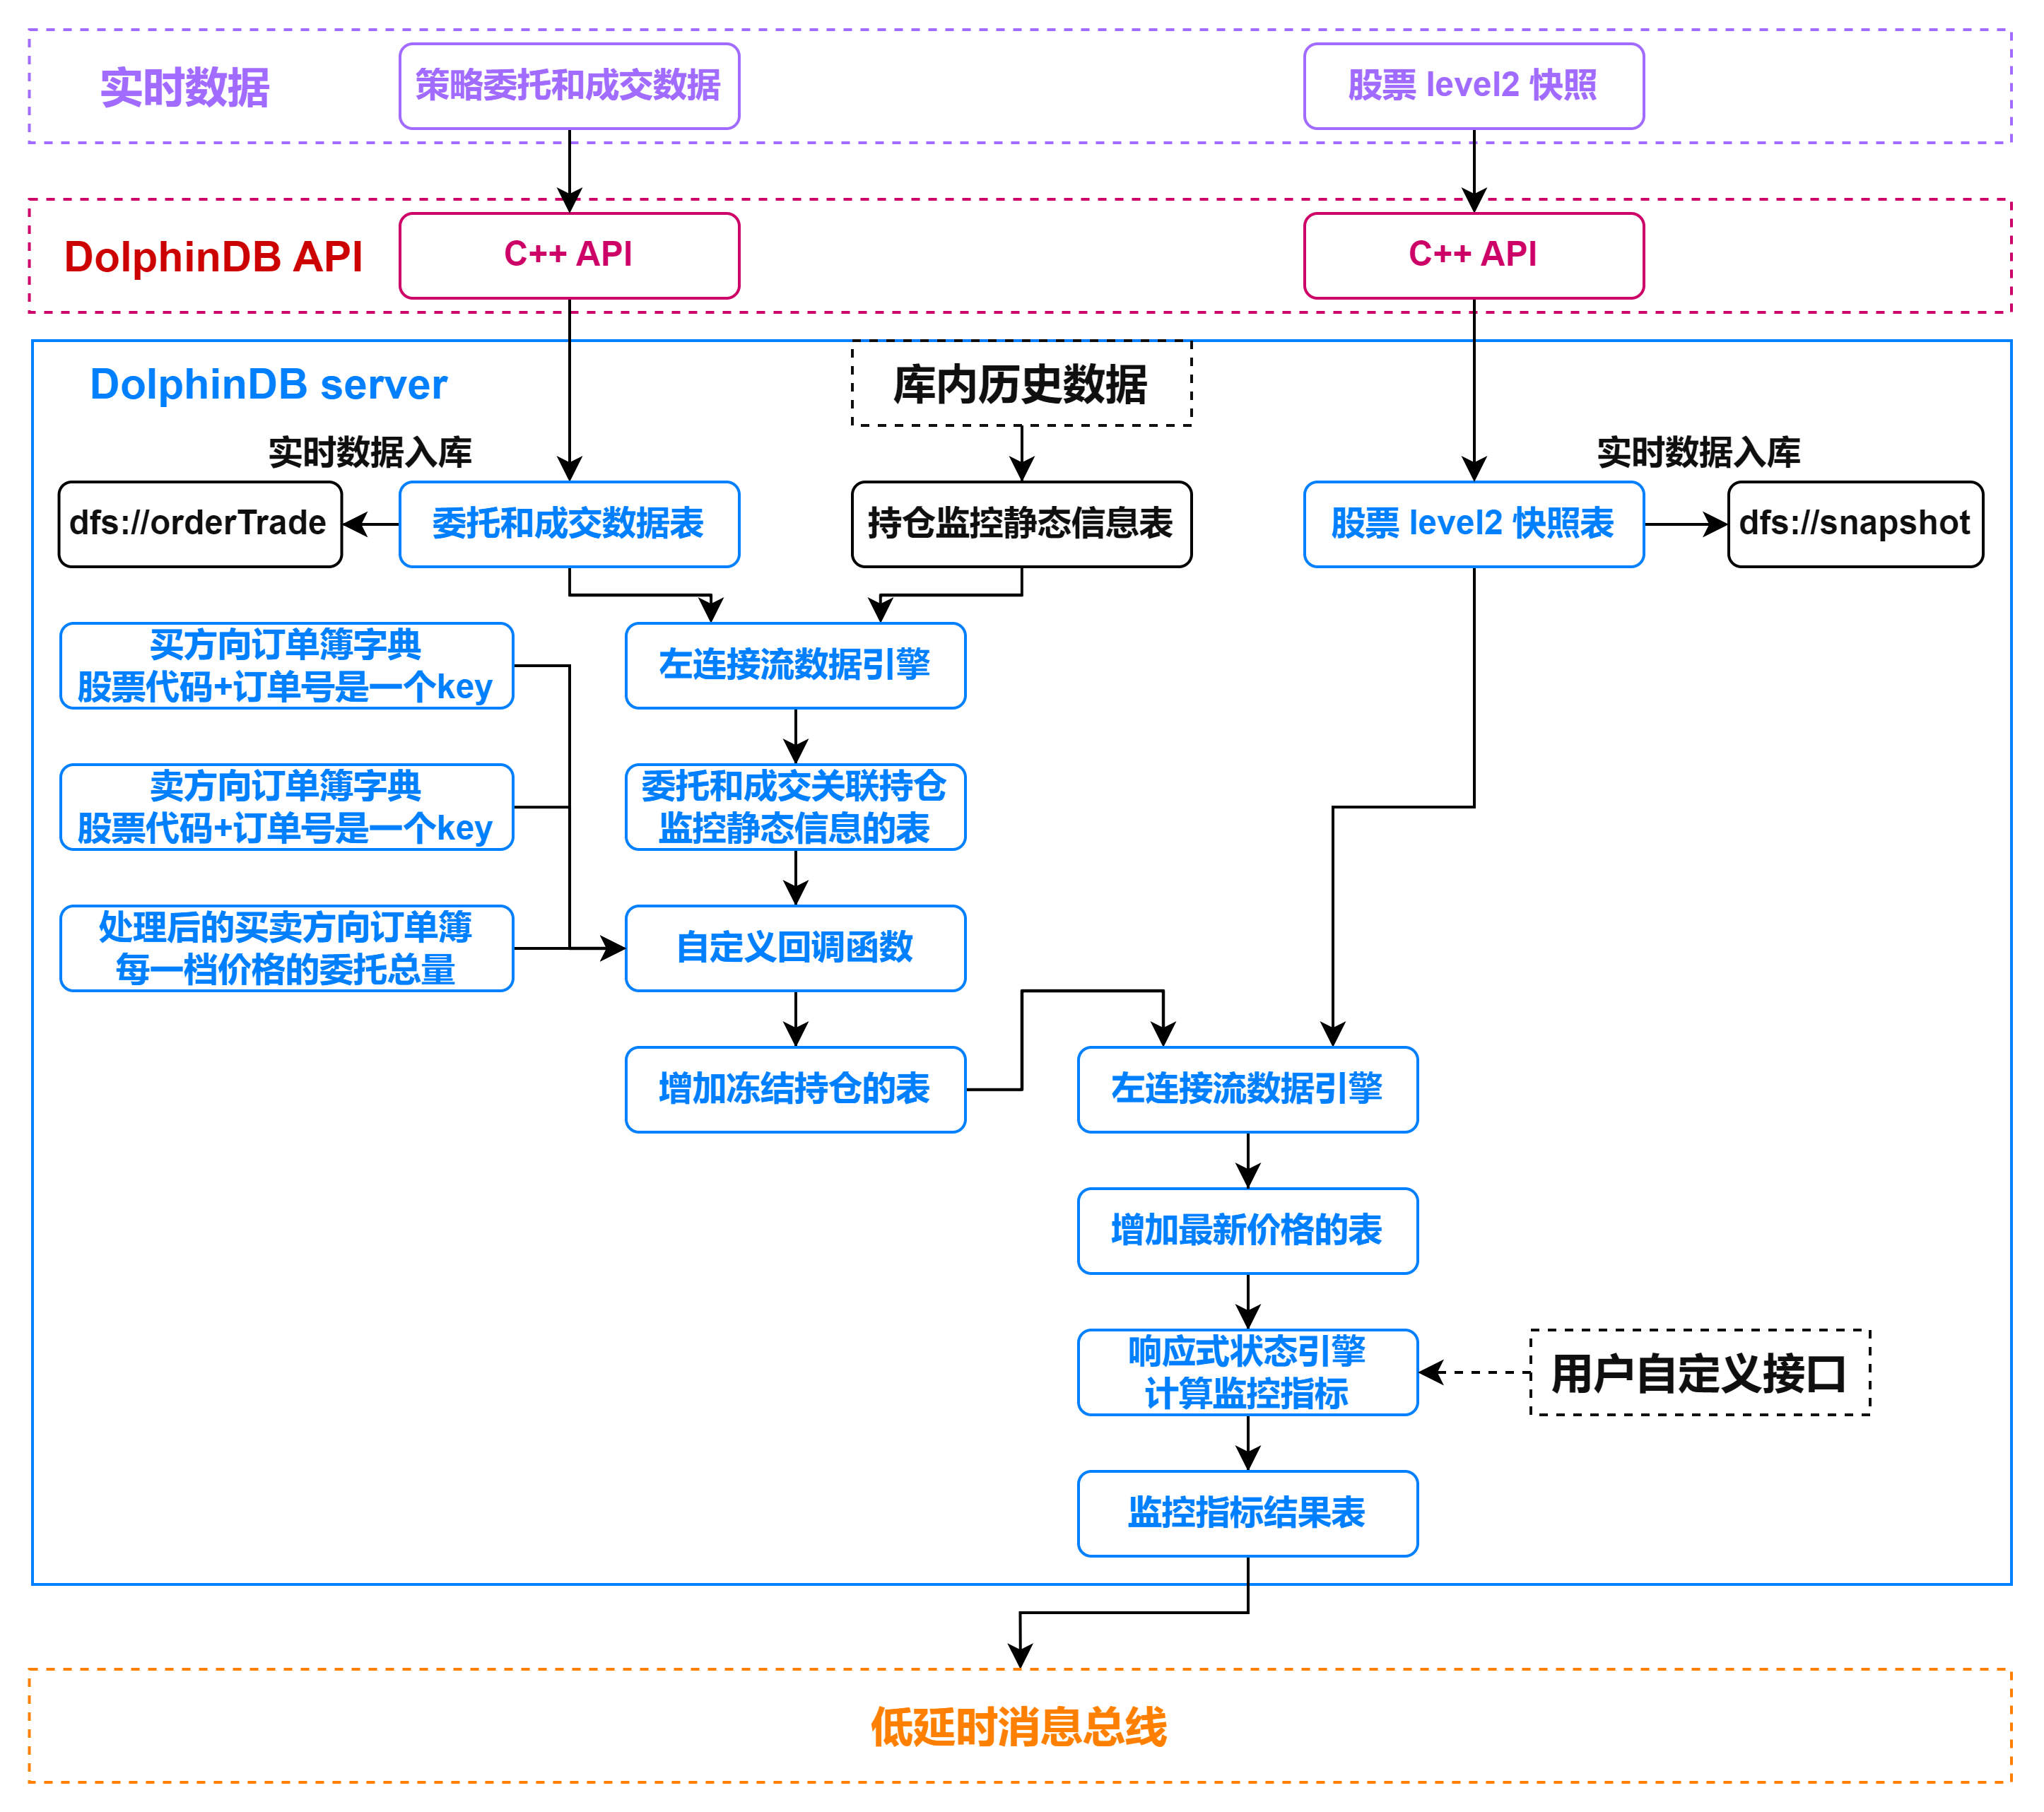 实时数据
策略委托和成交数据
股票 level2 快照
DolphinDB API
C++ API
C++ API
DolphinDB server
库内历史数据
实时数据入库
实时数据入库
dfs://orderTrade
委托和成交数据表
持仓监控静态信息表
股票 level2 快照表
dfs://snapshot
买方向订单簿字典
股票代码+订单号是一个key
左连接流数据引擎
卖方向订单簿字典
股票代码+订单号是一个key
委托和成交关联持仓
监控静态信息的表
处理后的买卖方向订单簿
每一档价格的委托总量
自定义回调函数
增加冻结持仓的表
左连接流数据引擎
增加最新价格的表
响应式状态引擎
计算监控指标
用户自定义接口
监控指标结果表
低延时消息总线